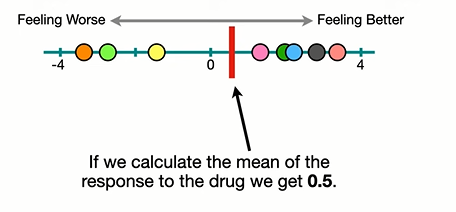 Feeling Worse Feeling Better
-4 0 4
If we calculate the mean of the
response to the drug we get 0.5.